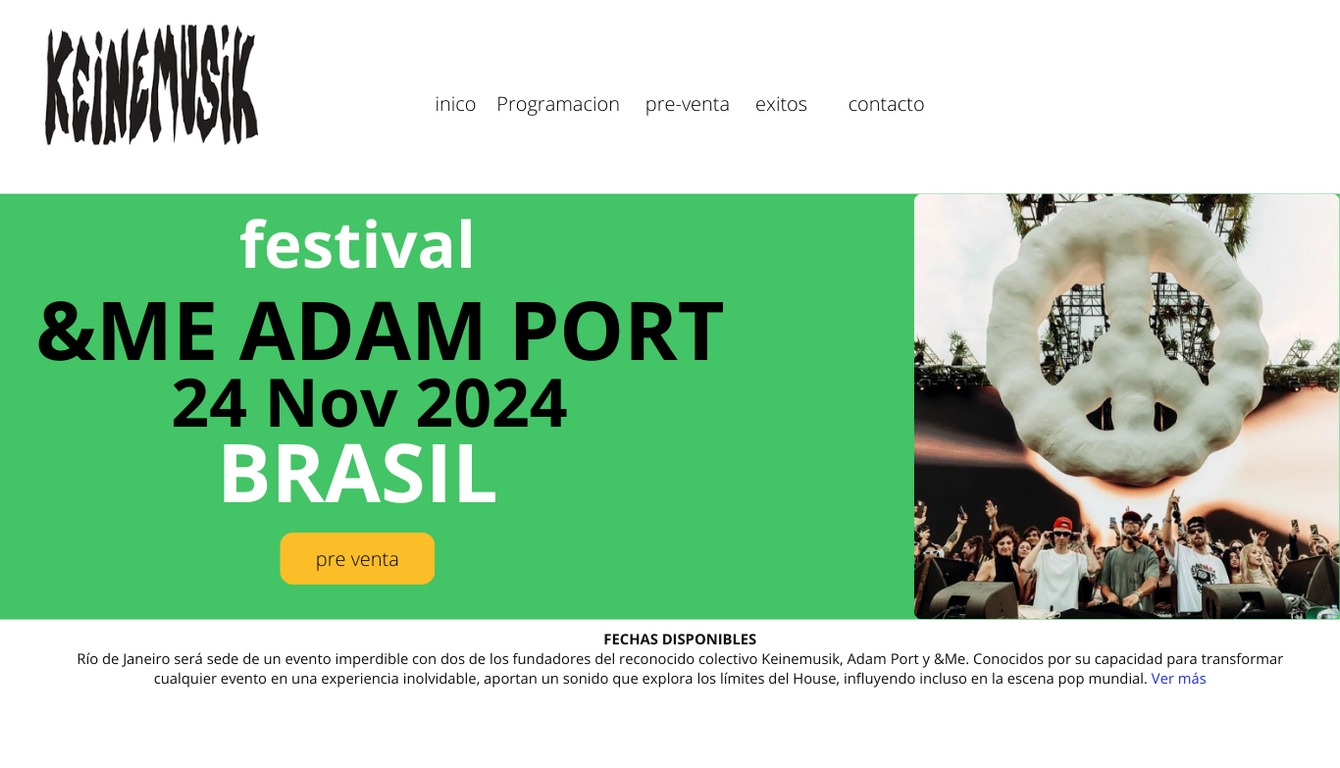 KEINEMUSIK
inico Programacion pre-venta exitos contacto
festival
&ME ADAM PORT
24 Nov 2024
BRASIL
pre venta
FECHAS DISPONIBLES
Río de Janeiro será sede de un evento imperdible con dos de los fundadores del reconocido colectivo Keinemusik, Adam Port y &Me. Conocidos por su capacidad para transformar
cualquier evento en una experiencia inolvidable, aportan un sonido que explora los límites del House, influyendo incluso en la escena pop mundial. Ver más